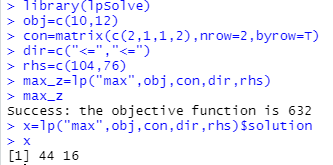 > library(lpSolve)
> obj=c(10,12)
> con=matrix(c(2,1,1,2),nrow=2,byrow=T)
> dir=c("<=","<=")
> rhs=c(104,76)
> max_z=lp("max",obj,con,dir,rhs)
> max_z
Success: the objective function is 632
> x=lp("max",obj,con,dir,rhs)$solution
> x
[1] 44 16